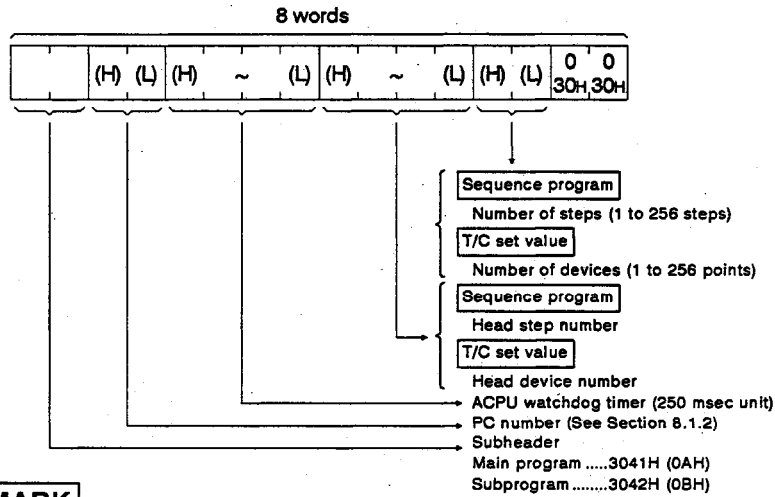 8 words
(H) (L) (H) ~ (L) (H) ~ (L) (H) (L) 0 0
30H 30H
Sequence program
Number of steps (1 to 256 steps)
T/C set value
Number of devices (1 to 256 points)
Sequence program
Head step number
T/C set value
Head device number
ACPU watchdog timer (250 msec unit)
PC number (See Section 8.1.2)
Subheader
Main program .....3041H (0AH)
Subprogram ........3042H (0BH)